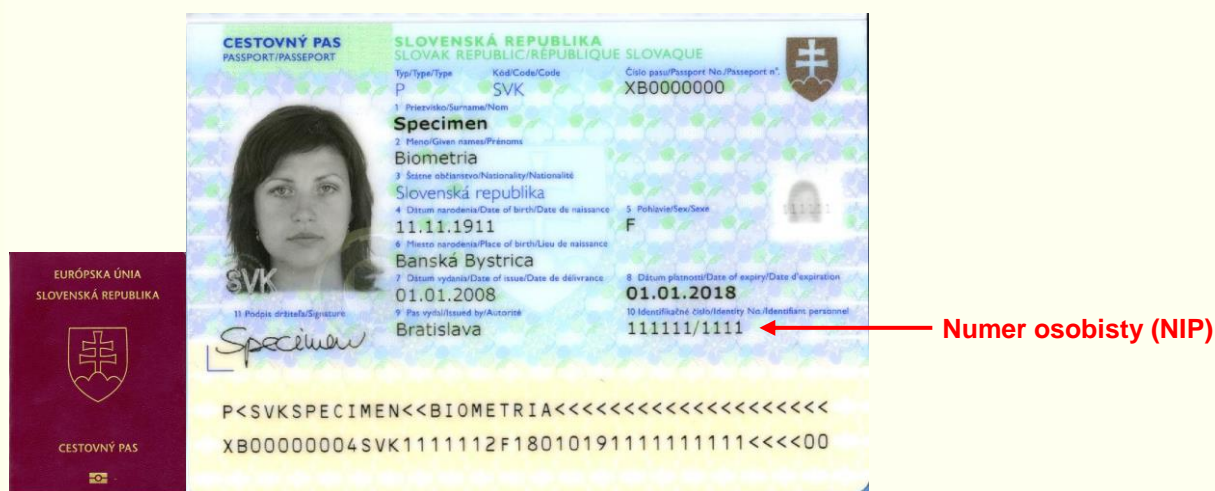 CESTOVNÝ PAS
PASSPORT/PASSEPORT
SLOVENSKÁ REPUBLIKA
SLOVAK REPUBLIC/RÉPUBLIQUE SLOVAQUE
Typ/Type/Type Kód/Code/Code Číslo pasu/Passport No./Passeport n°.
P SVK XB0000000
1 Priezvisko/Surname/Nom
Specimen
2 Meno/Given names/Prénoms
Biometria
3 Štátne občianstvo/Nationality/Nationalité
Slovenská republika
4 Dátum narodenia/Date of birth/Date de naissance 5 Pohlavie/Sex/Sexe
11.11.1911 F
6 Miesto narodenia/Place of birth/Lieu de naissance
Banská Bystrica
7 Dátum vydania/Date of issue/Date de délivrance 8 Dátum platnosti/Date of expiry/Date d'expiration
01.01.2008 01.01.2018
9 Pas vydal/Issued by/Autorité 10 Identifikačné číslo/Identity No./Identifiant personnel
Bratislava 111111/1111
SVK
11 Podpis držiteľa/Signature
Specimen
111111
P<SVKSPECIMEN<<BIOMETRIA<<<<<<<<<<<<<<<<<<<<
XB00000004SVK1111112F18010191111111111<<<<00
EURÓPSKA ÚNIA
SLOVENSKÁ REPUBLIKA
CESTOVNÝ PAS
Numer osobisty (NIP)